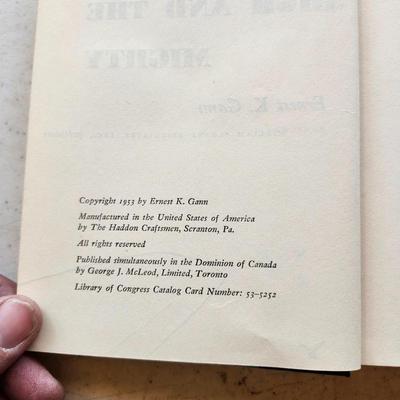 Copyright 1953 by Ernest K. Gann
Manufactured in the United States of America
by The Haddon Craftsmen, Scranton, Pa.
All rights reserved
Published simultaneously in the Dominion of Canada
by George J. McLeod, Limited, Toronto
Library of Congress Catalog Card Number: 53-5252